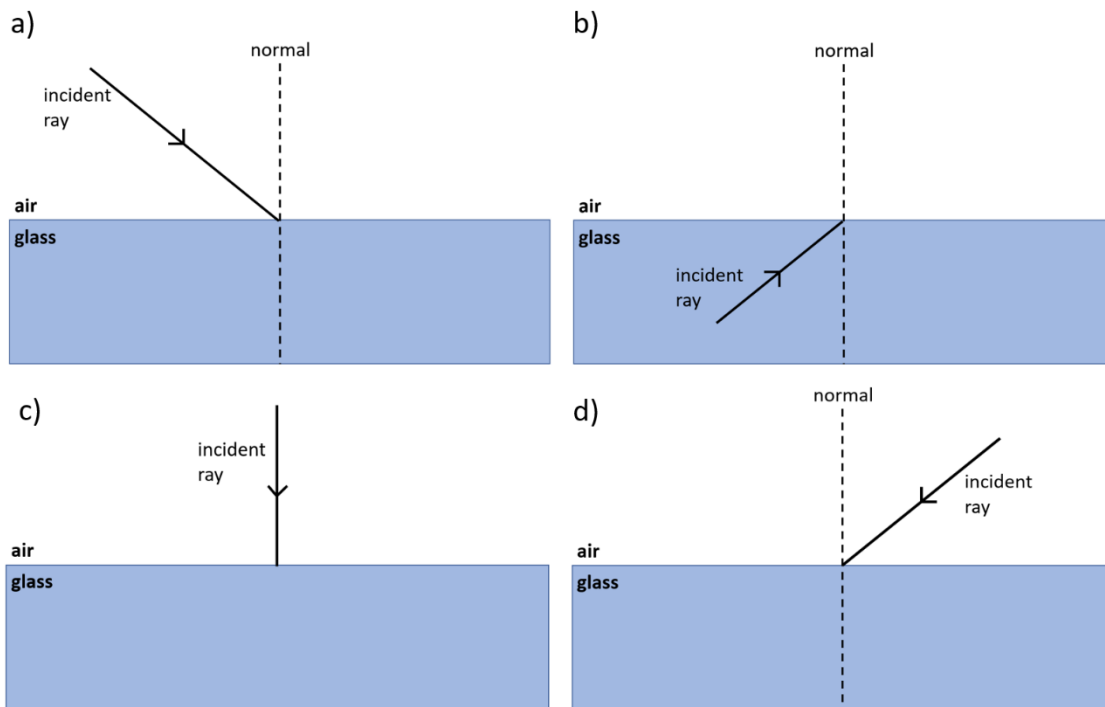 a)
normal
incident
ray
air
glass
b)
normal
air
glass
incident
ray
c)
incident
ray
air
glass
d)
normal
incident
ray
air
glass